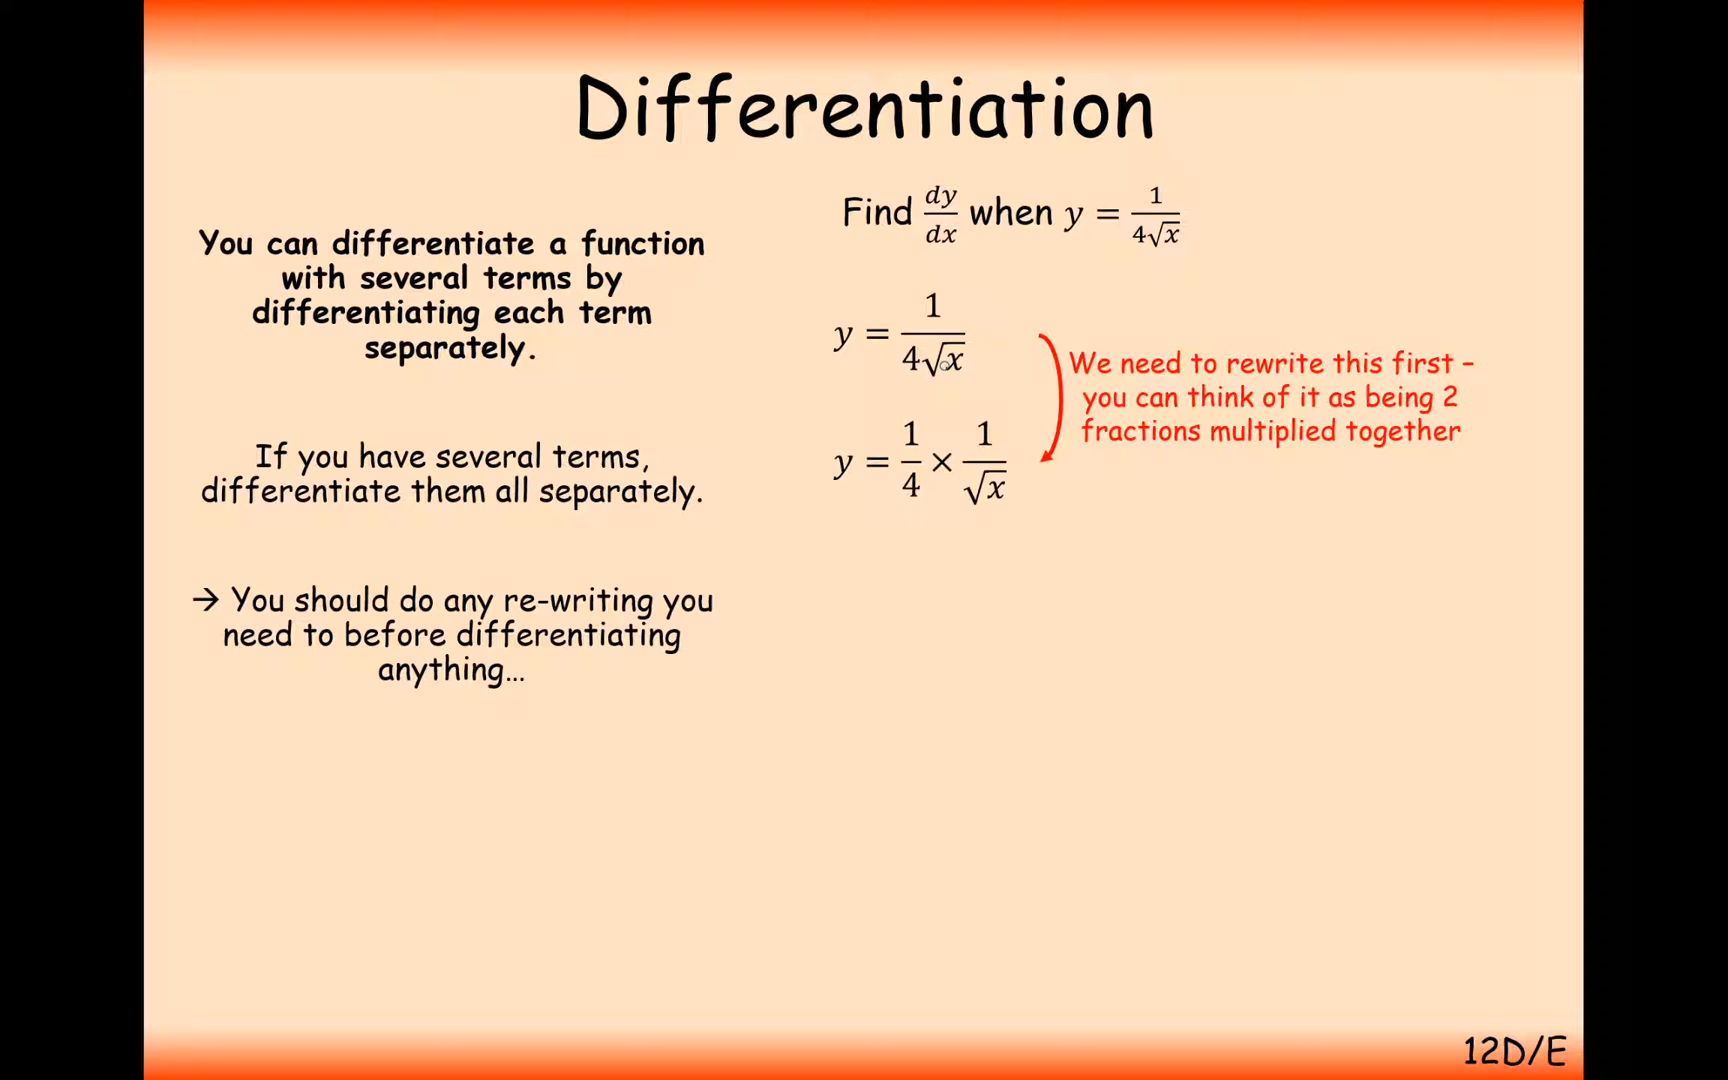 Differentiation
You can differentiate a function
with several terms by
differentiating each term
separately.
If you have several terms,
differentiate them all separately.
→ You should do any re-writing you
need to before differentiating
anything...
Find dy/dx when y = 1/(4√x)
y = 1/(4√x)
We need to rewrite this first –
you can think of it as being 2
fractions multiplied together
y = 1/4 × 1/√x
12D/E